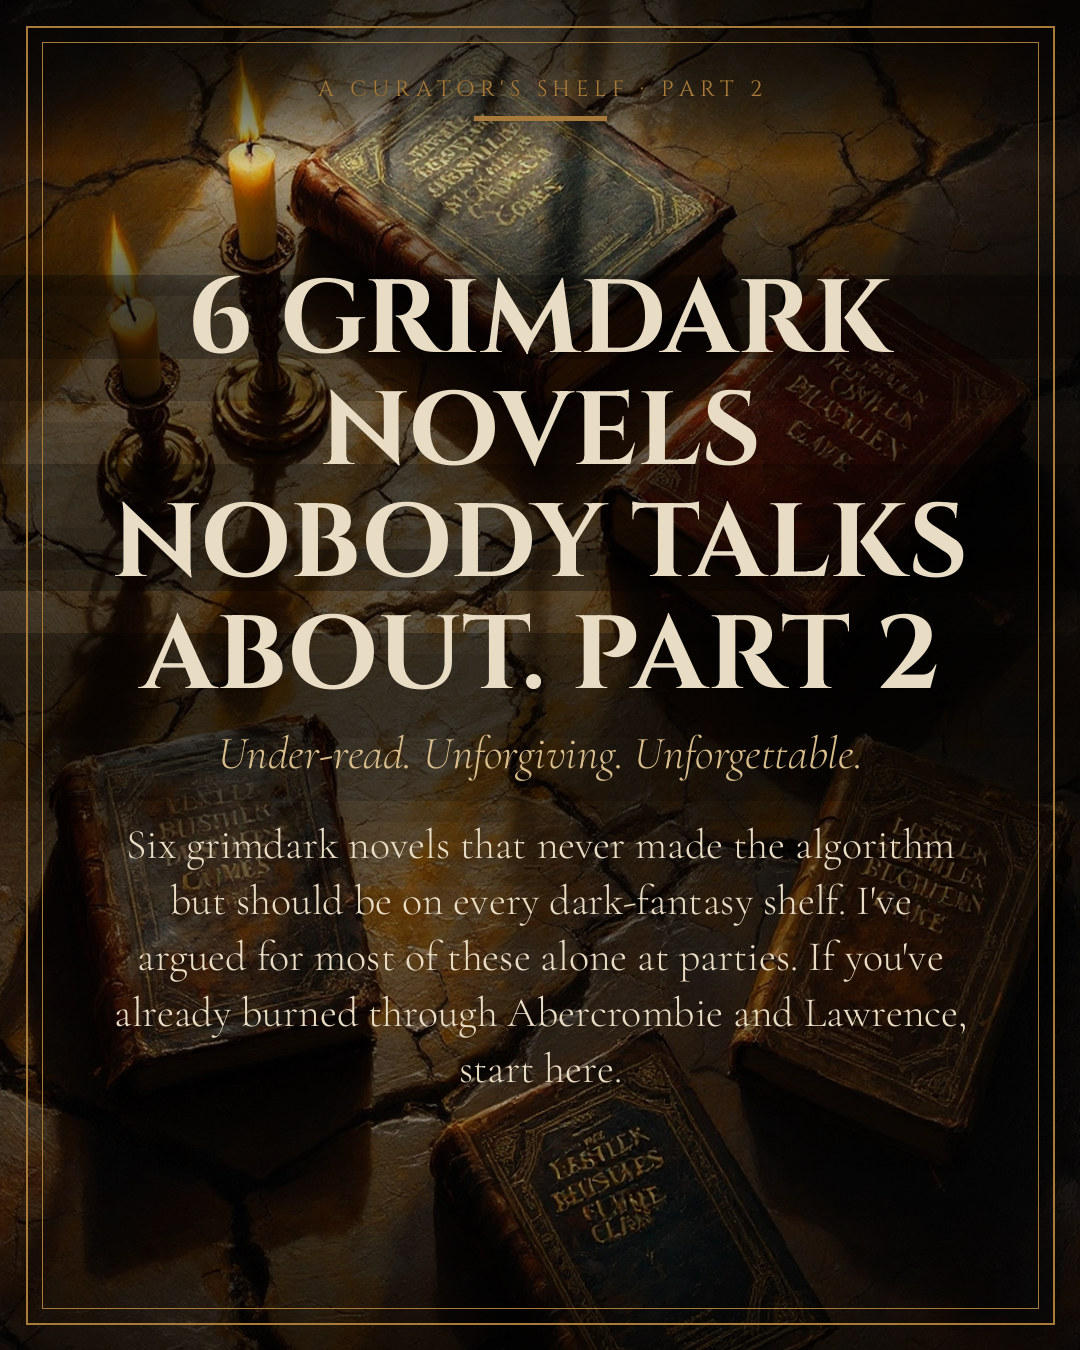 A CURATOR'S SHELF · PART 2
6 GRIMDARK
NOVELS
NOBODY TALKS
ABOUT. PART 2
Under-read. Unforgiving. Unforgettable.
Six grimdark novels that never made the algorithm
but should be on every dark-fantasy shelf. I've
argued for most of these alone at parties. If you've
already burned through Abercrombie and Lawrence,
start here.